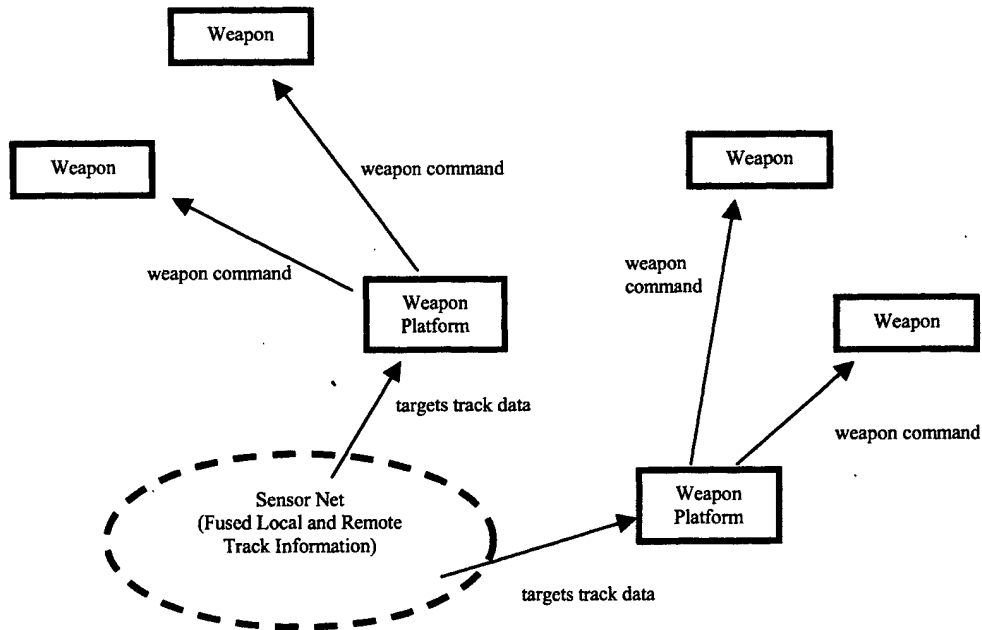 Weapon
Weapon
weapon command
Weapon
weapon command
weapon
command
Weapon
Platform
Weapon
targets track data
weapon command
Sensor Net
(Fused Local and Remote
Track Information)
Weapon
Platform
targets track data